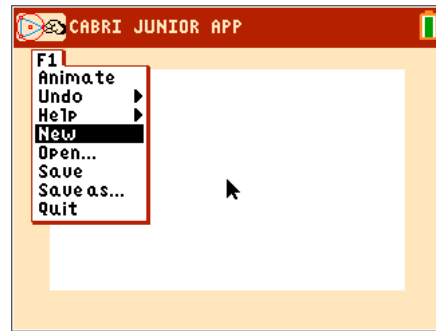 CABRI JUNIOR APP
F1
Animate
Undo
Help
New
Open...
Save
Save as...
Quit